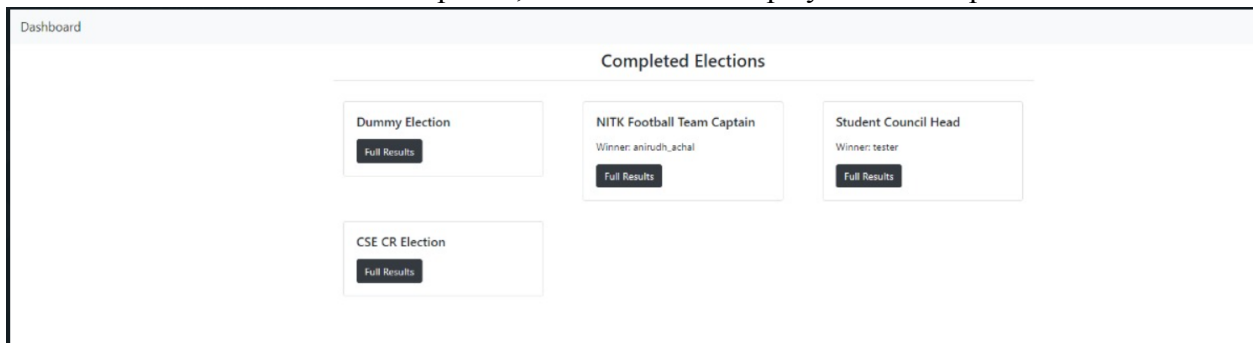 Dashboard
Completed Elections
Dummy Election
Full Results
NITK Football Team Captain
Winner: anirudh_achal
Full Results
Student Council Head
Winner: tester
Full Results
CSE CR Election
Full Results